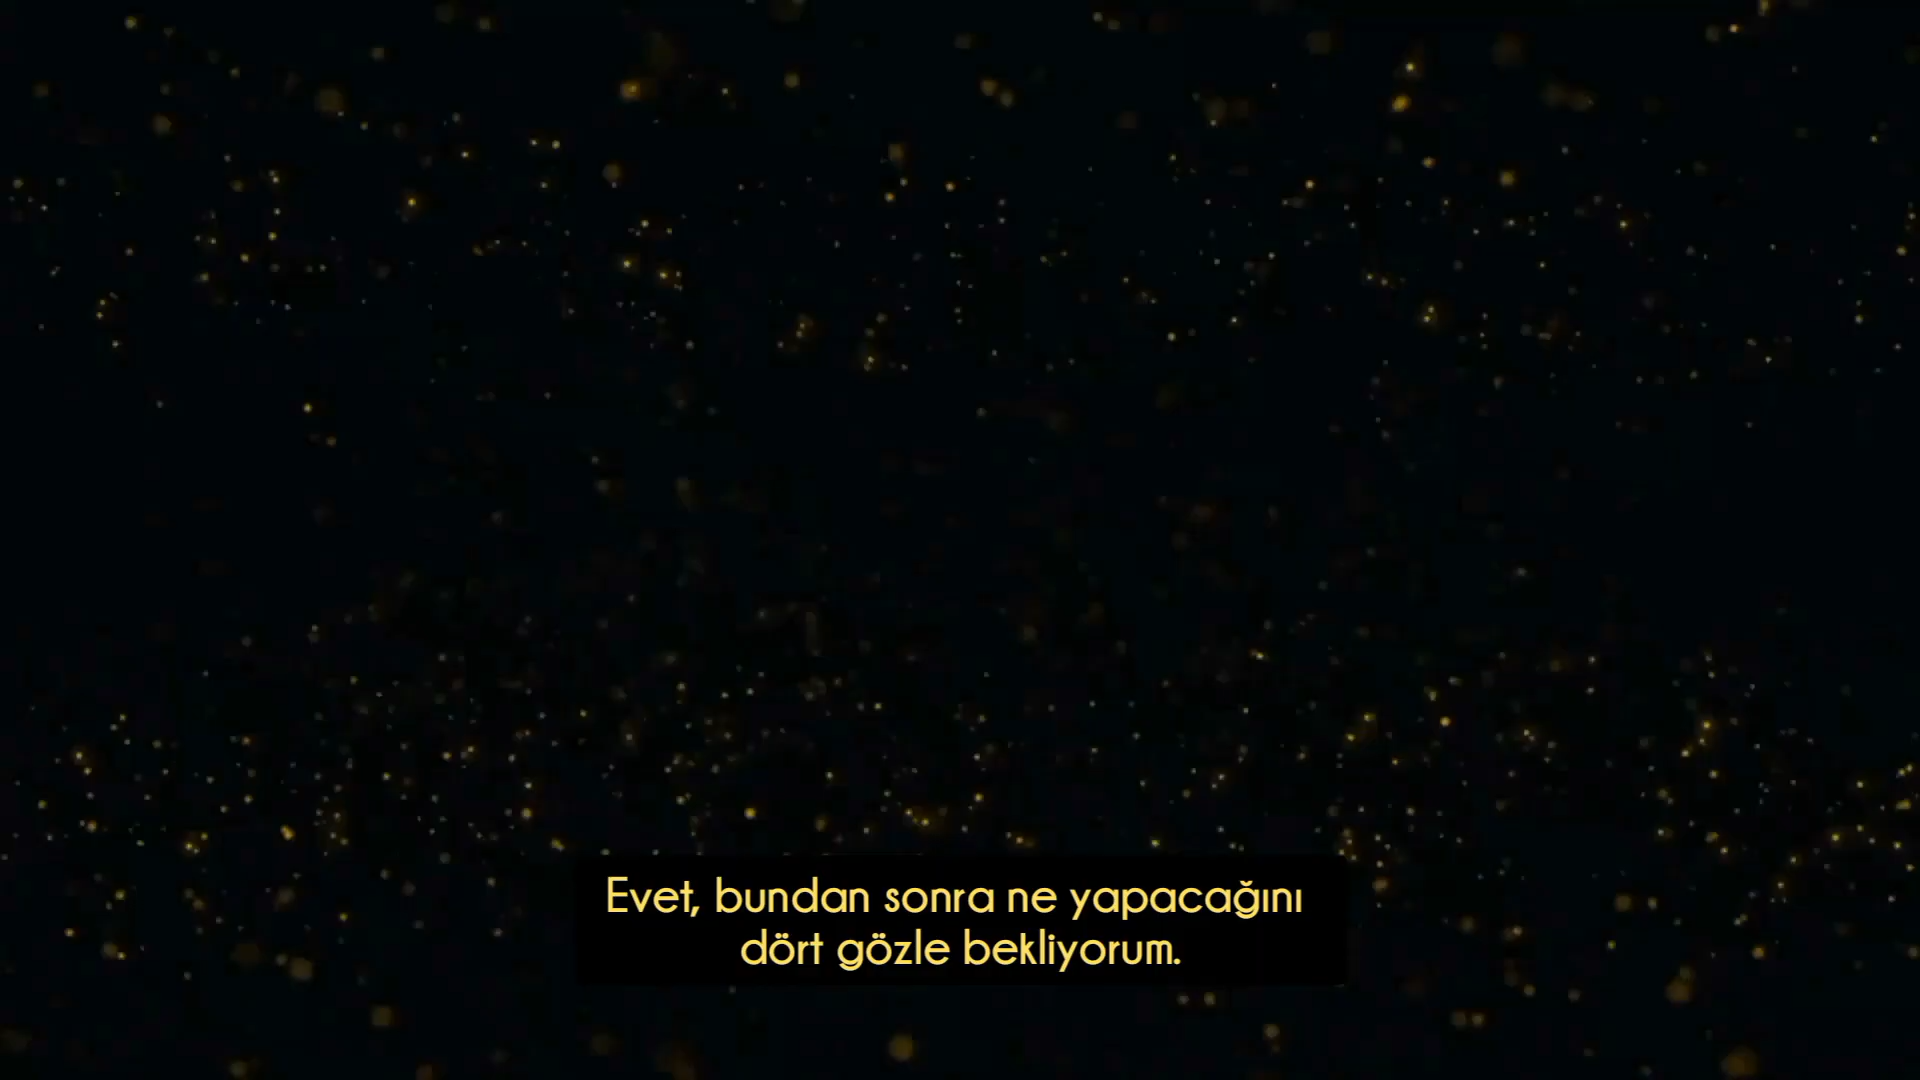 Evet, bundan sonra ne yapacağını
dört gözle bekliyorum.